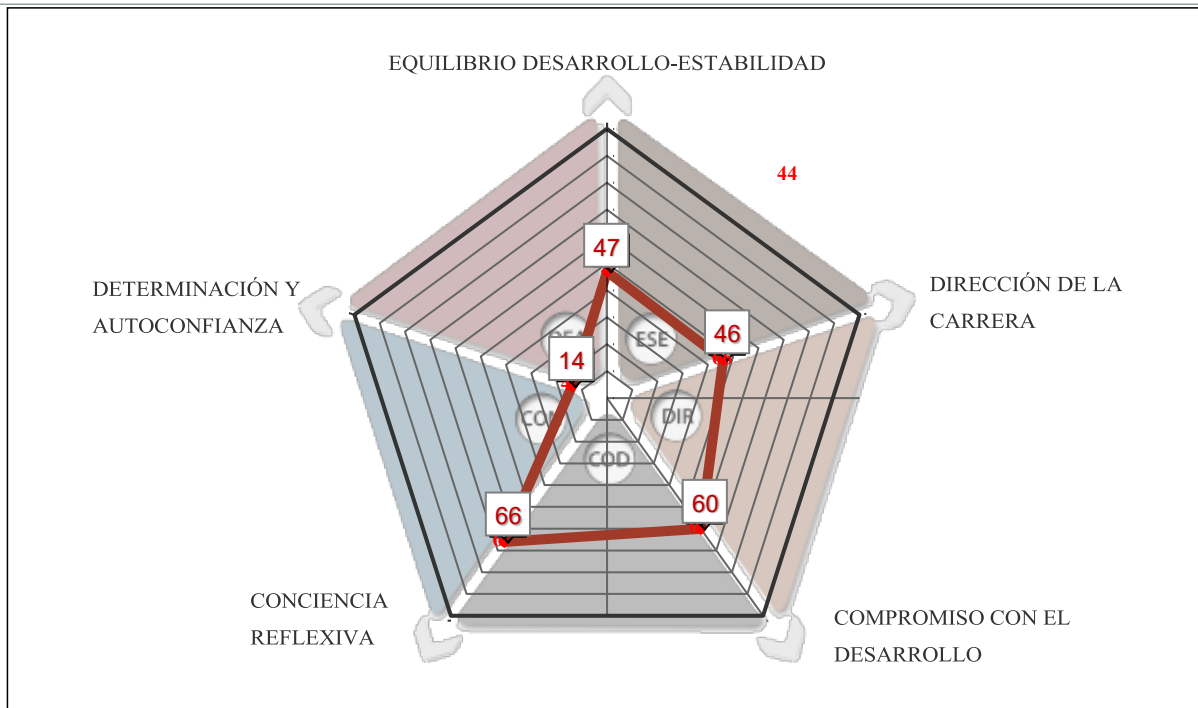 EQUILIBRIO DESARROLLO-ESTABILIDAD
44
47
DETERMINACIÓN Y
AUTOCONFIANZA
DIRECCIÓN DE LA
CARRERA
ESE
46
14
CON
DIR
COD
66
60
CONCIENCIA
REFLEXIVA
COMPROMISO CON EL
DESARROLLO